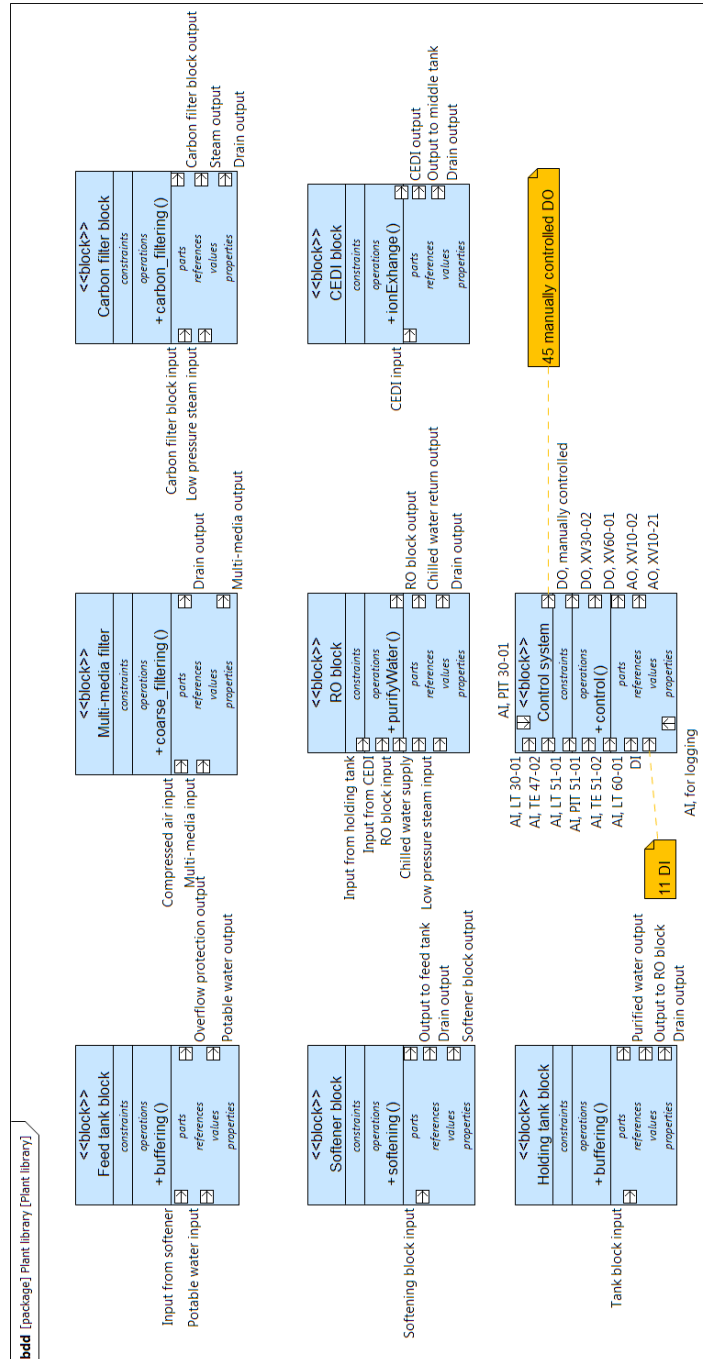 bdd [package] Plant library [Plant library]
<<block>>
Feed tank block
constraints
operations
+ buffering()
parts
references
values
properties
Input from softener
Potable water input
Overflow protection output
Potable water output
<<block>>
Multi-media filter
constraints
operations
+ coarse_filtering()
parts
references
values
properties
Compressed air input
Multi-media input
Drain output
Multi-media output
<<block>>
Carbon filter block
constraints
operations
+ carbon_filtering()
parts
references
values
properties
Carbon filter block input
Low pressure steam input
Carbon filter block output
Steam output
Drain output
<<block>>
Softener block
constraints
operations
+ softening()
parts
references
values
properties
Softening block input
Output to feed tank
Drain output
Softener block output
<<block>>
RO block
constraints
operations
+ purifyWater()
parts
references
values
properties
Input from holding tank
Input from CEDI
RO block input
Chilled water supply
Low pressure steam input
RO block output
Chilled water return output
Drain output
<<block>>
CEDI block
constraints
operations
+ ionExhange()
parts
references
values
properties
CEDI input
CEDI output
Output to middle tank
Drain output
<<block>>
Holding tank block
constraints
operations
+ buffering()
parts
references
values
properties
Tank block input
Purified water output
Output to RO block
Drain output
AI, PIT 30-01
<<block>>
Control system
constraints
operations
+ control()
parts
references
values
properties
AI, LT 30-01
AI, TE 47-02
AI, LT 51-01
AI, PIT 51-01
AI, TE 51-02
AI, LT 60-01
DI
AI, for logging
DO, manually controlled
DO, XV30-02
DO, XV60-01
AO, XV10-02
AO, XV10-21
11 DI
45 manually controlled DO